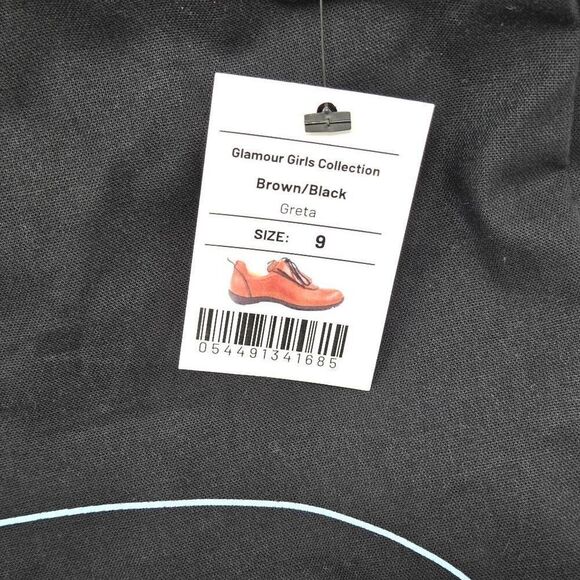 Glamour Girls Collection
Brown/Black
Greta
SIZE: 9
054491341685